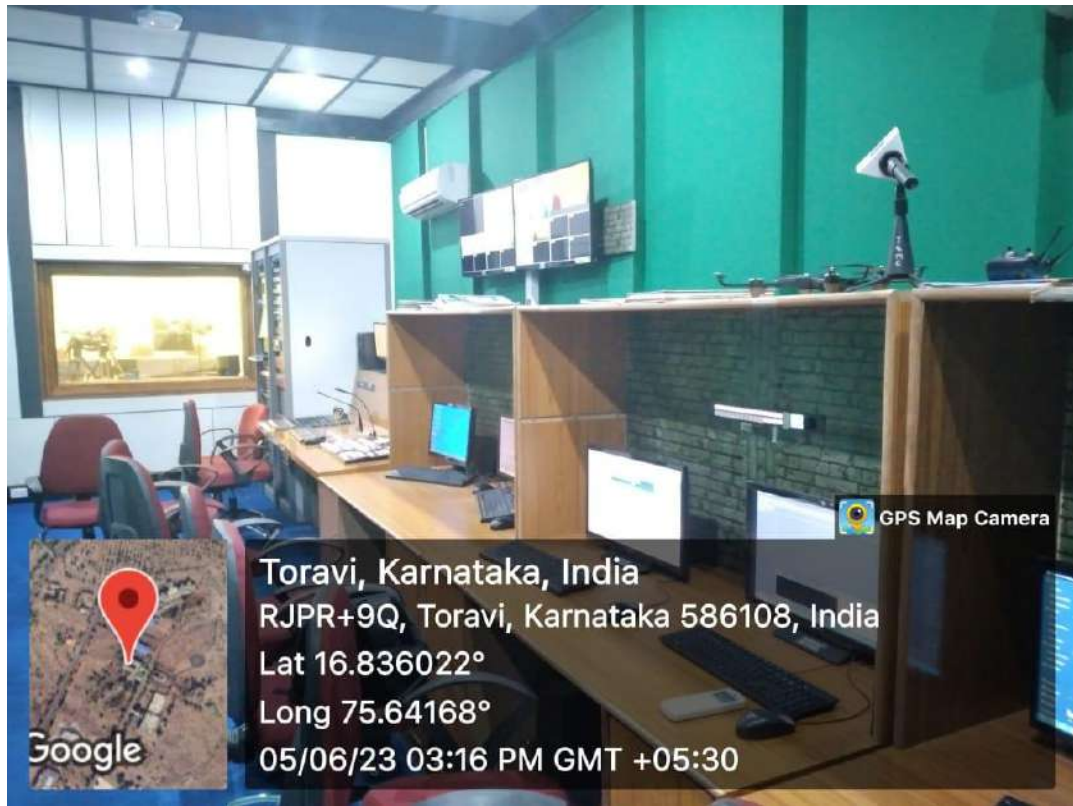 GPS Map Camera
Toravi, Karnataka, India
RJPR+9Q, Toravi, Karnataka 586108, India
Lat 16.836022°
Long 75.64168°
05/06/23 03:16 PM GMT +05:30
Google